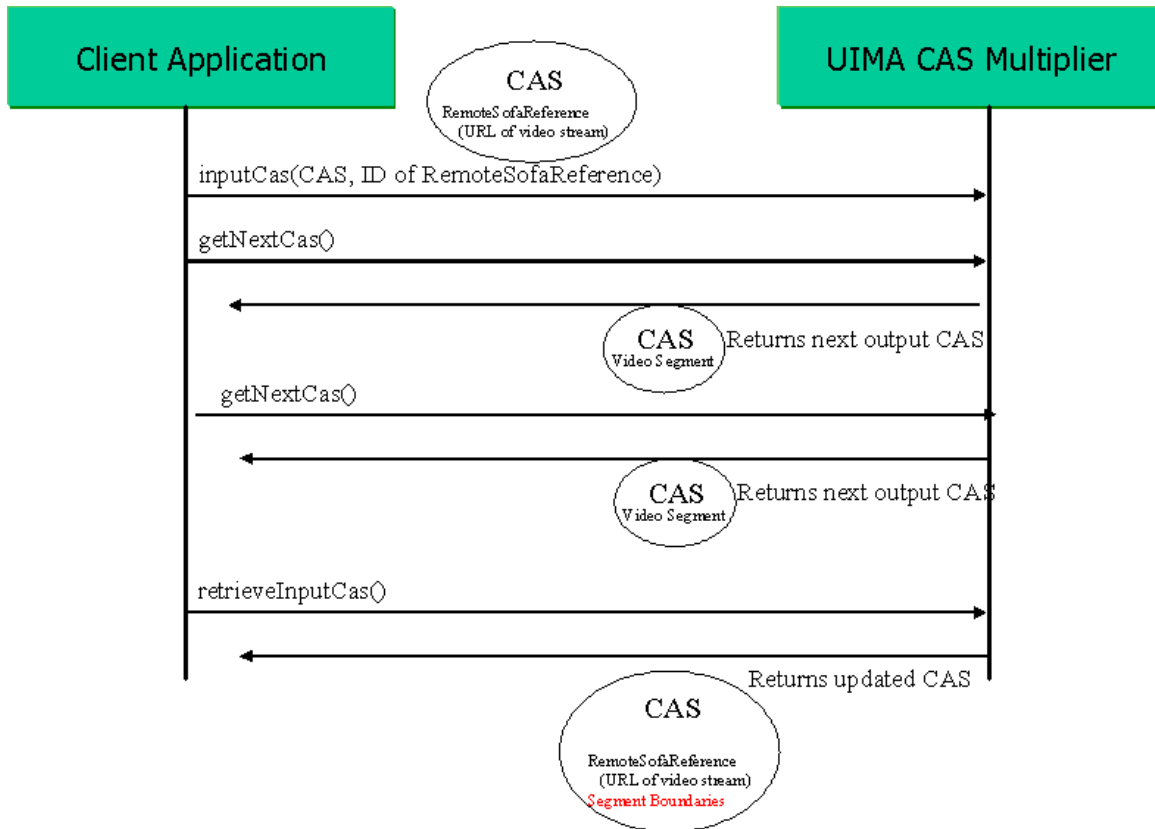 Client Application
UIMA CAS Multiplier
CAS
RemoteSofaReference
(URL of video stream)
inputCas(CAS, ID of RemoteSofaReference)
getNextCas()
CAS
Video Segment
Returns next output CAS
getNextCas()
CAS
Video Segment
Returns next output CAS
retrieveInputCas()
Returns updated CAS
CAS
RemoteSofaReference
(URL of video stream)
Segment Boundaries